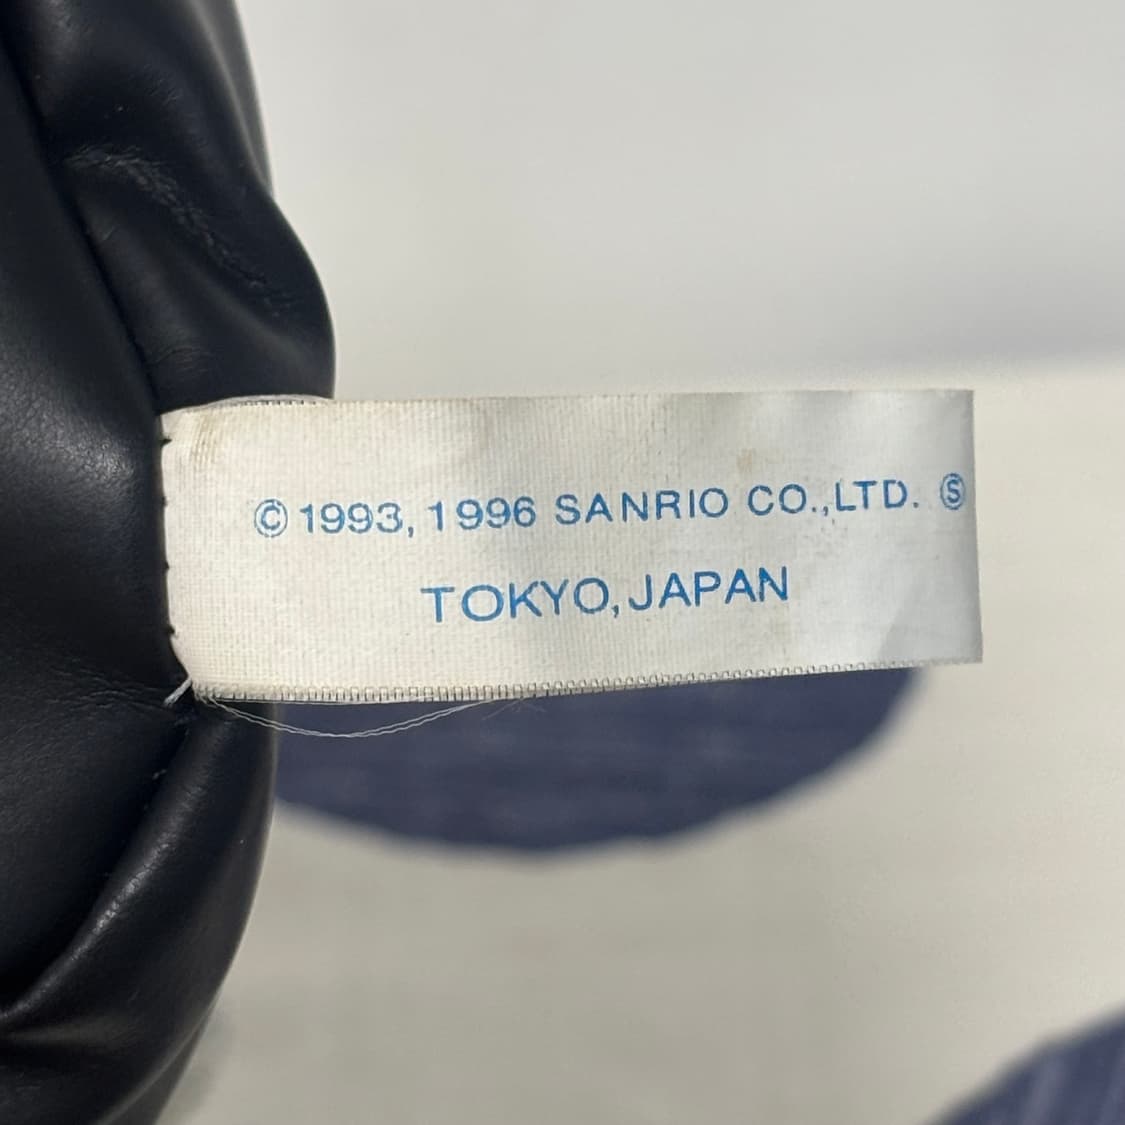 © 1993, 1996 SANRIO CO.,LTD. Ⓢ
TOKYO, JAPAN